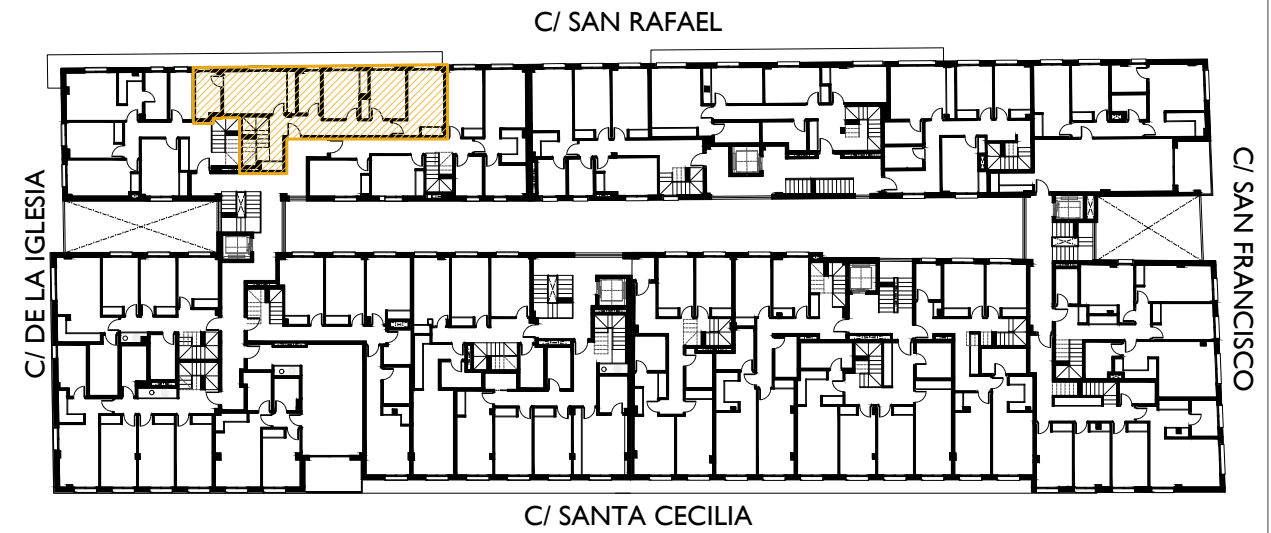 C/ SAN RAFAEL
C/ DE LA IGLESIA
C/ SAN FRANCISCO
C/ SANTA CECILIA